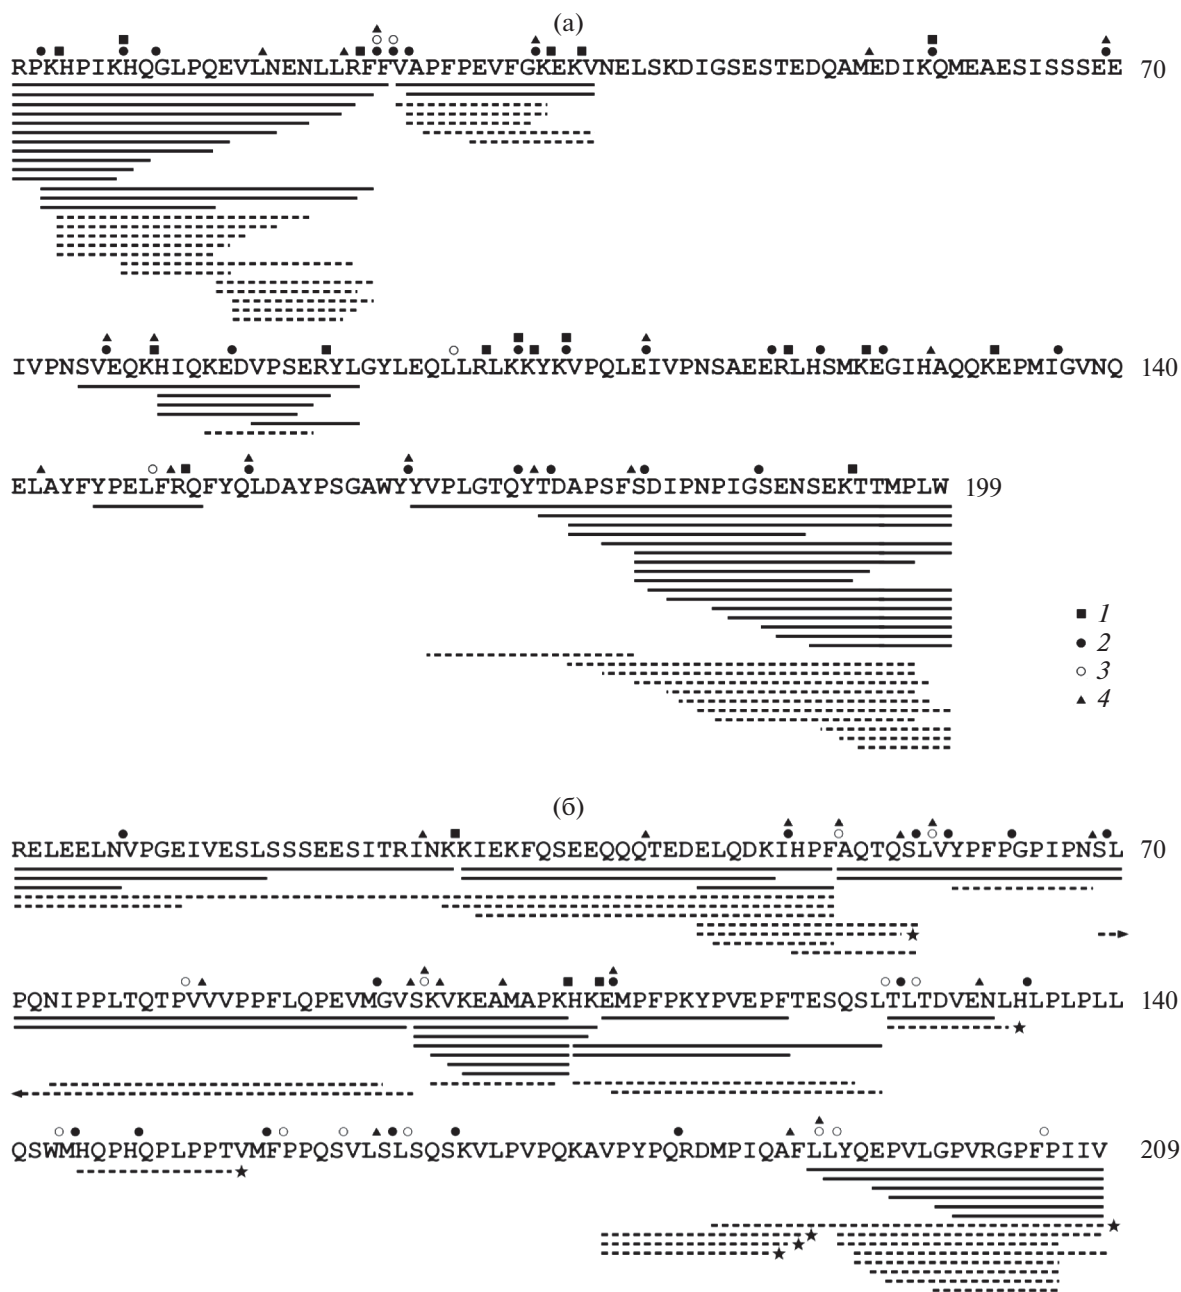 (а)
RPKHPIKHQGLPQEVLNENLLRFFVAPFPEVFGKEKVNELSKDIGSESTEDQAMEDIKQMEAESISSSEE 70
IVPNSVEQKHIQKEDVPSERYLGYLEQLLRLKKYKVPQLEIVPNSAEERLHSMKEGIHAQQKEPMIGVNQ 140
ELAYFYPELFRQFYQLDAYPSGAWYYVPLGTQYTDAPSFSDIPNPIGSENSEKTTMPLW 199
1
2
3
4
(б)
RELEELNVPGEIVESLSSSEESITRINKKIEKFQSEEQQQTEDELQDKIHPFAQTQSLVYPFPGPIPNSL 70
PQNIPPLTQTPVVVPPFLQPEVMGVSKVKEAMAPKHKEMPFPKYPVEPFTESQSLTLTDVENLHLPLPLL 140
QSWMHQPHQPLPPTVMFPPQSVLSLSQSKVLPVPQKAVPYPQRDMPIQAFLLYQEPVLGPVRGPFPIIV 209